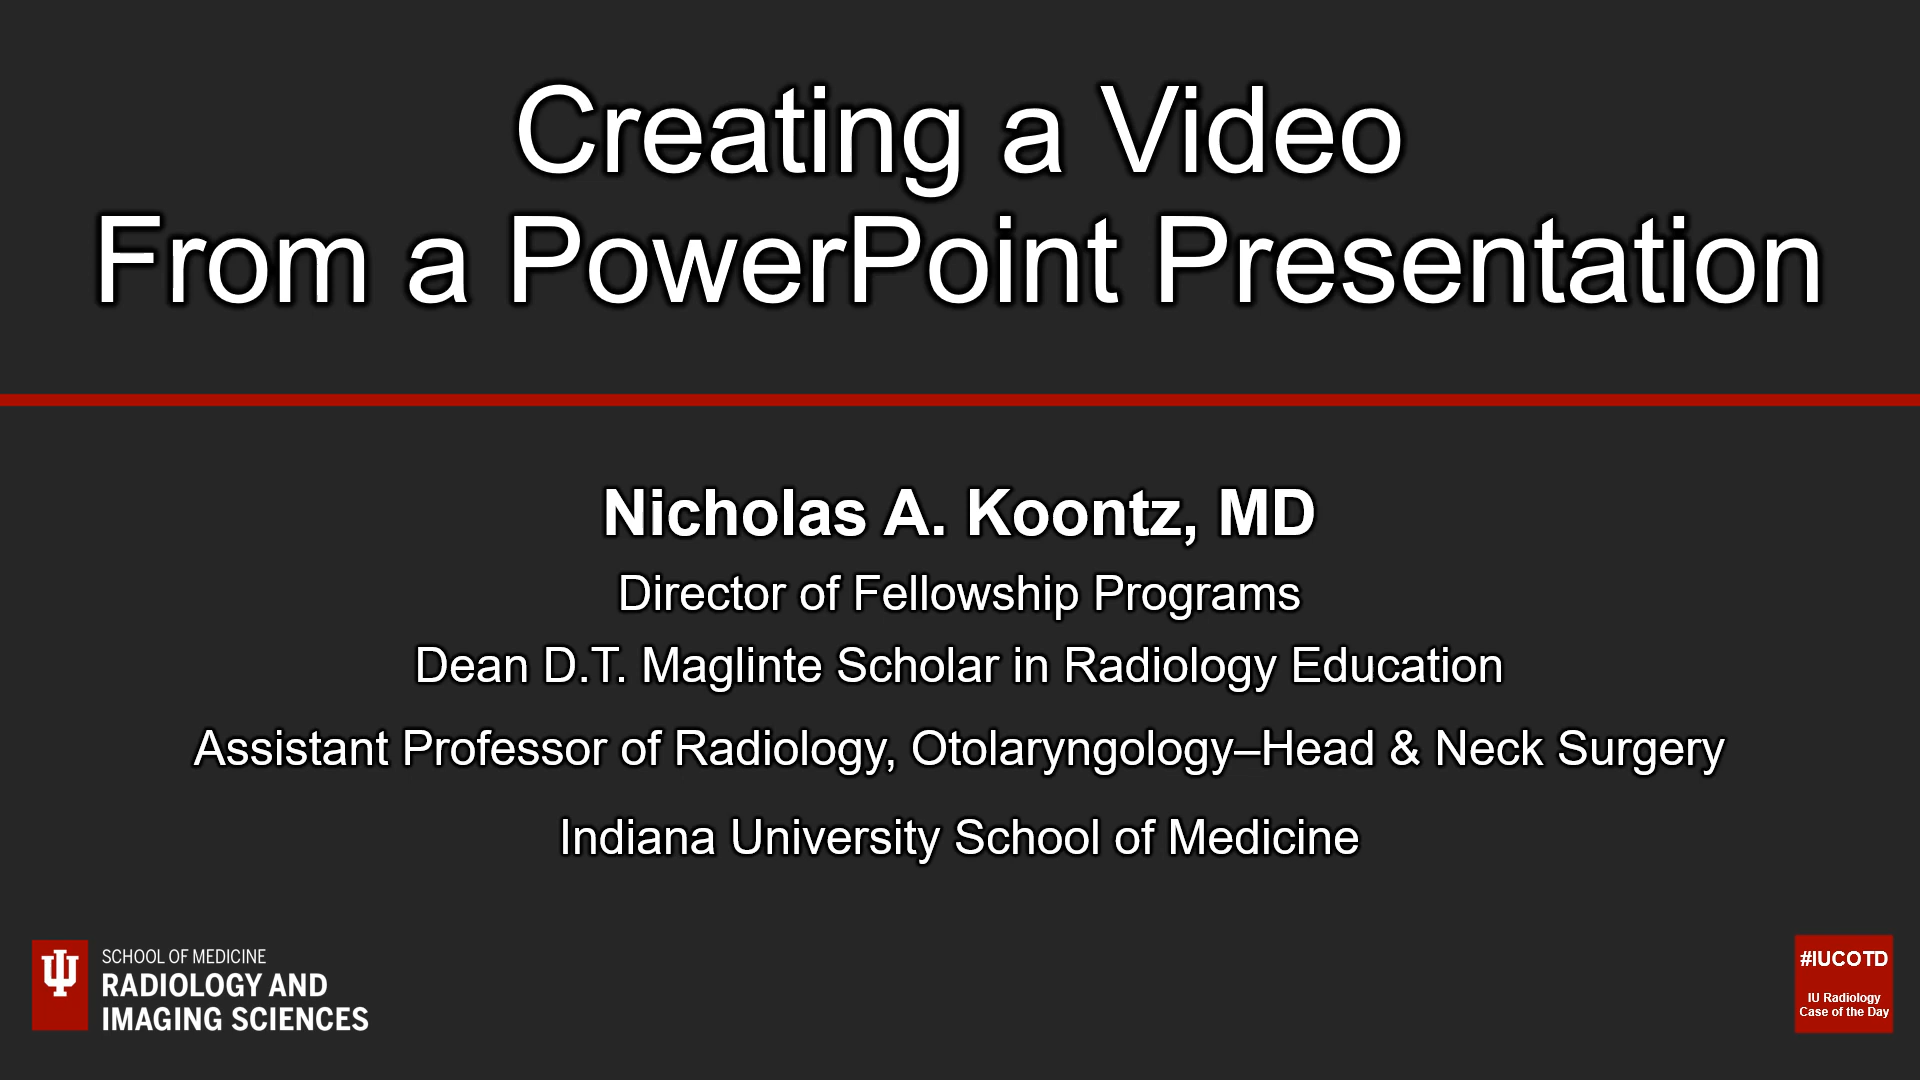 Creating a Video
From a PowerPoint Presentation
Nicholas A. Koontz, MD
Director of Fellowship Programs
Dean D.T. Maglinte Scholar in Radiology Education
Assistant Professor of Radiology, Otolaryngology–Head & Neck Surgery
Indiana University School of Medicine
SCHOOL OF MEDICINE
RADIOLOGY AND
IMAGING SCIENCES
#IUCOTD
IU Radiology
Case of the Day